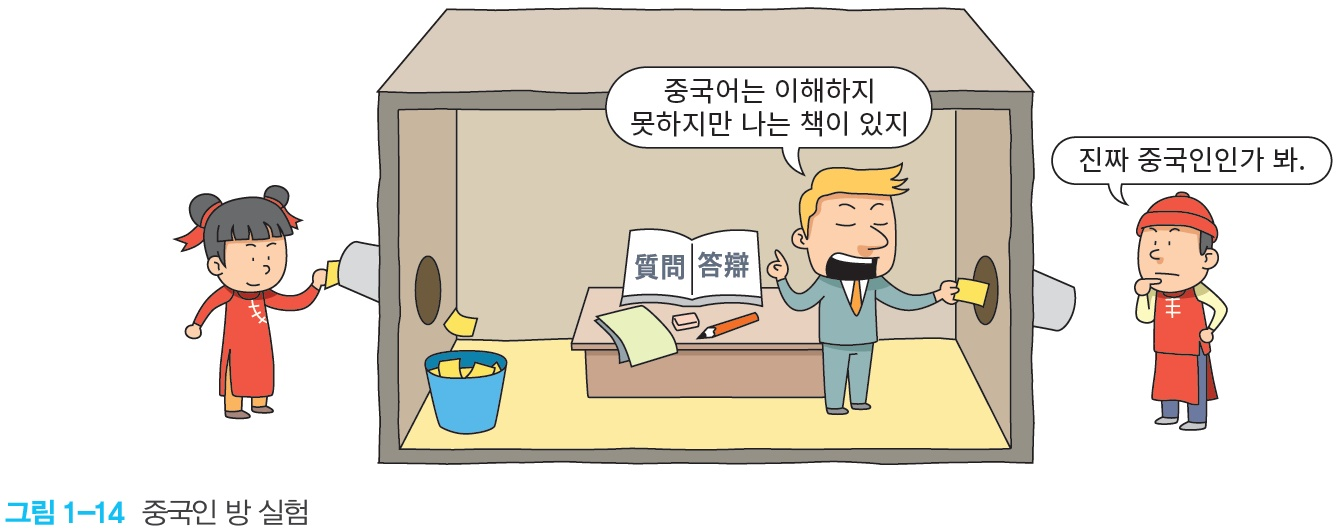 중국어는 이해하지
못하지만 나는 책이 있지
진짜 중국인인가 봐.
質問 答辯
그림 1-14 중국인 방 실험